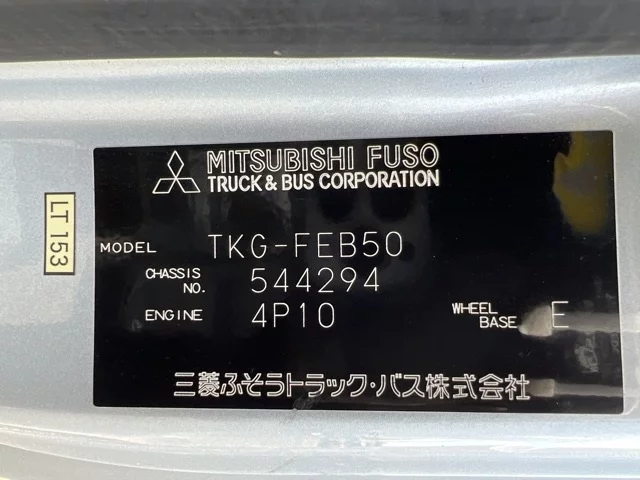 MITSUBISHI FUSO
TRUCK & BUS CORPORATION
LT 153
MODEL TKG-FEB50
CHASSIS NO. 544294
ENGINE 4P10 WHEEL BASE E
三菱ふそうトラック・バス株式会社